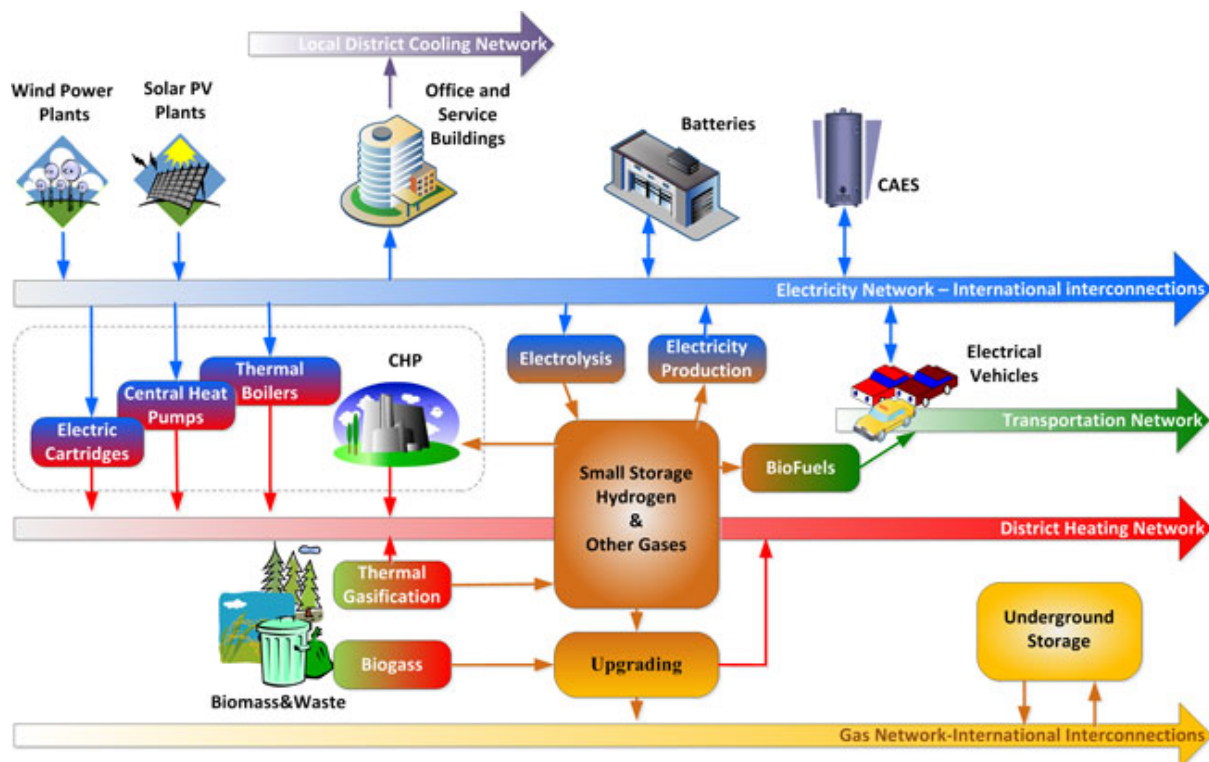 Local District Cooling Network
Wind Power
Plants
Solar PV
Plants
Office and
Service
Buildings
Batteries
CAES
Electricity Network – International interconnections
Electric
Cartridges
Central Heat
Pumps
Thermal
Boilers
CHP
Electrolysis
Electricity
Production
Electrical
Vehicles
Transportation Network
Small Storage
Hydrogen
&
Other Gases
BioFuels
District Heating Network
Thermal
Gasification
Biogass
Biomass&Waste
Upgrading
Underground
Storage
Gas Network-International Interconnections